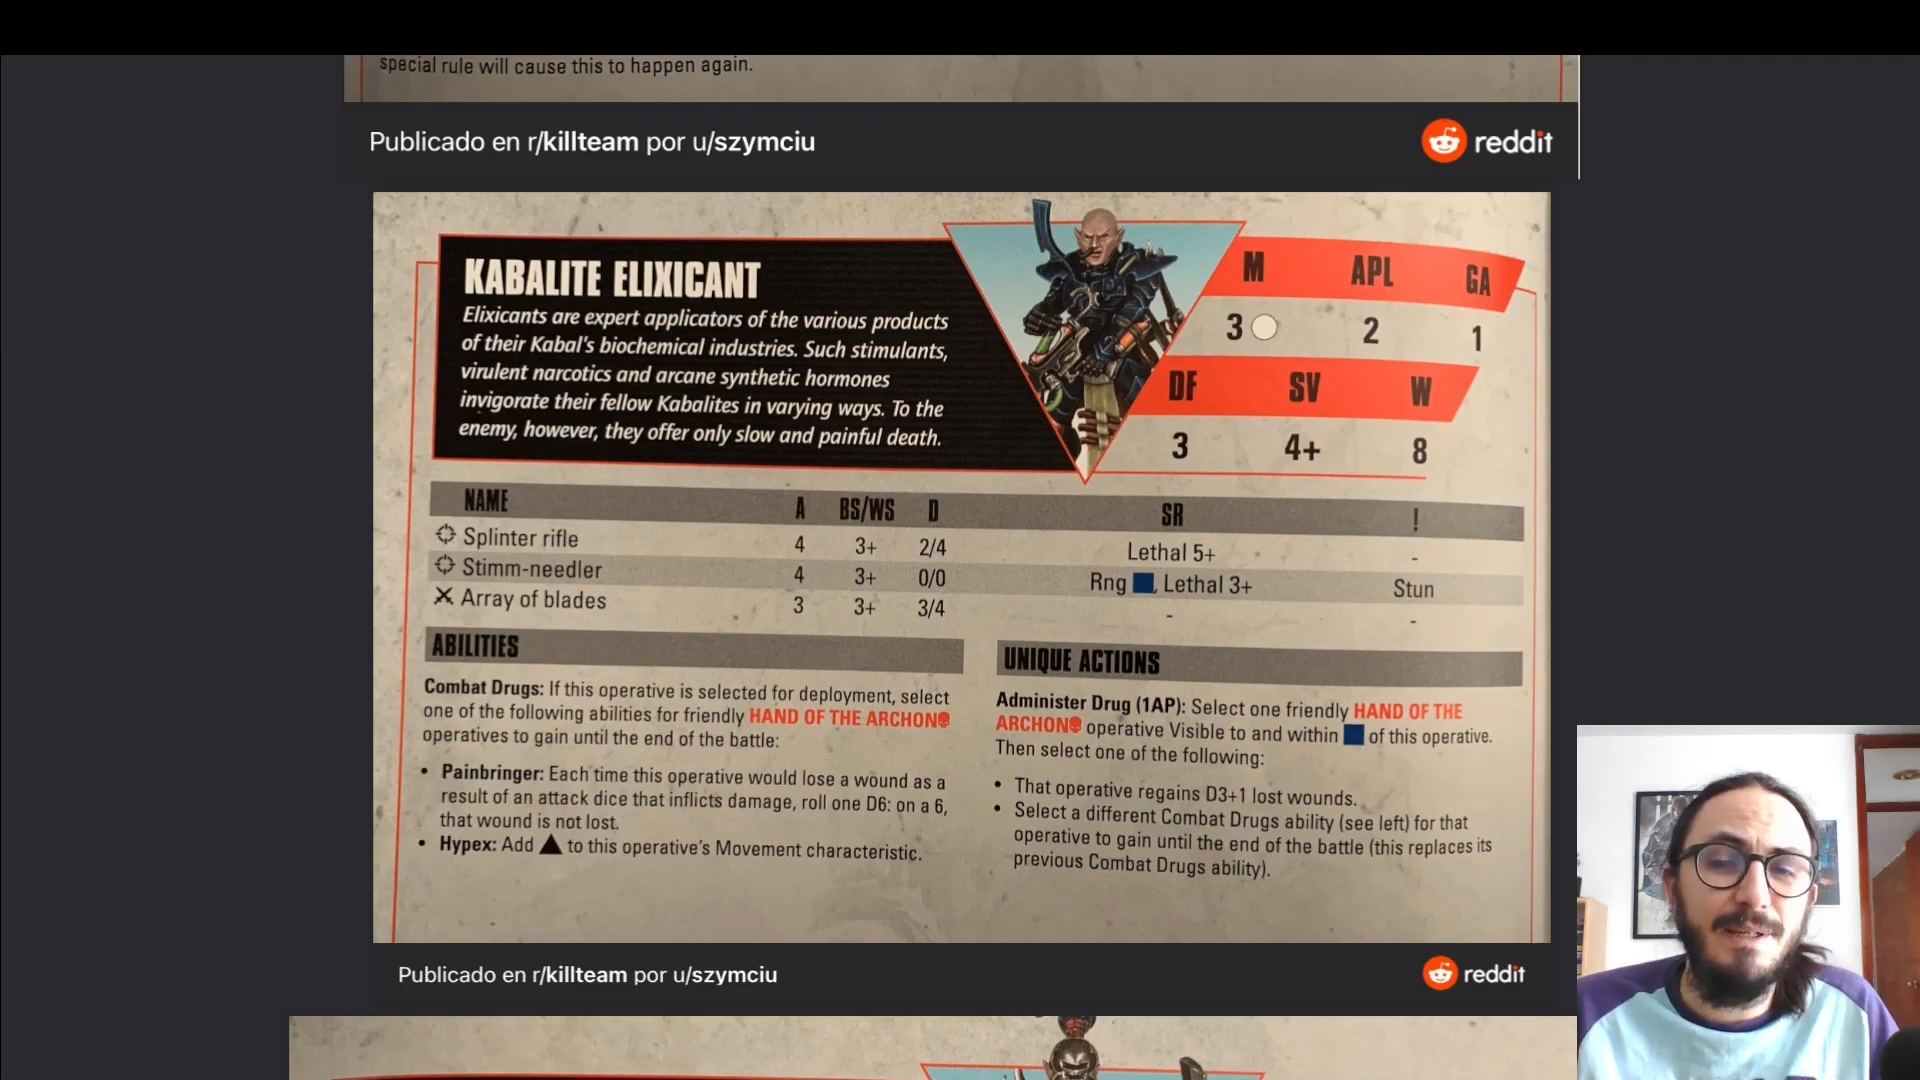 special rule will cause this to happen again.
Publicado en r/killteam por u/szymciu
reddit
KABALITE ELIXICANT
Elixicants are expert applicators of the various products
of their Kabal's biochemical industries. Such stimulants,
virulent narcotics and arcane synthetic hormones
invigorate their fellow Kabalites in varying ways. To the
enemy, however, they offer only slow and painful death.
M APL GA
3 2 1
DF SV W
3 4+ 8
NAME A BS/WS D SR !
Splinter rifle 4 3+ 2/4 Lethal 5+ -
Stimm-needler 4 3+ 0/0 Rng , Lethal 3+ Stun
Array of blades 3 3+ 3/4 - -
ABILITIES
Combat Drugs: If this operative is selected for deployment, select
one of the following abilities for friendly HAND OF THE ARCHON
operatives to gain until the end of the battle:
• Painbringer: Each time this operative would lose a wound as a
result of an attack dice that inflicts damage, roll one D6: on a 6,
that wound is not lost.
• Hypex: Add ▲ to this operative's Movement characteristic.
UNIQUE ACTIONS
Administer Drug (1AP): Select one friendly HAND OF THE
ARCHON operative Visible to and within of this operative.
Then select one of the following:
• That operative regains D3+1 lost wounds.
• Select a different Combat Drugs ability (see left) for that
operative to gain until the end of the battle (this replaces its
previous Combat Drugs ability).
Publicado en r/killteam por u/szymciu
reddit